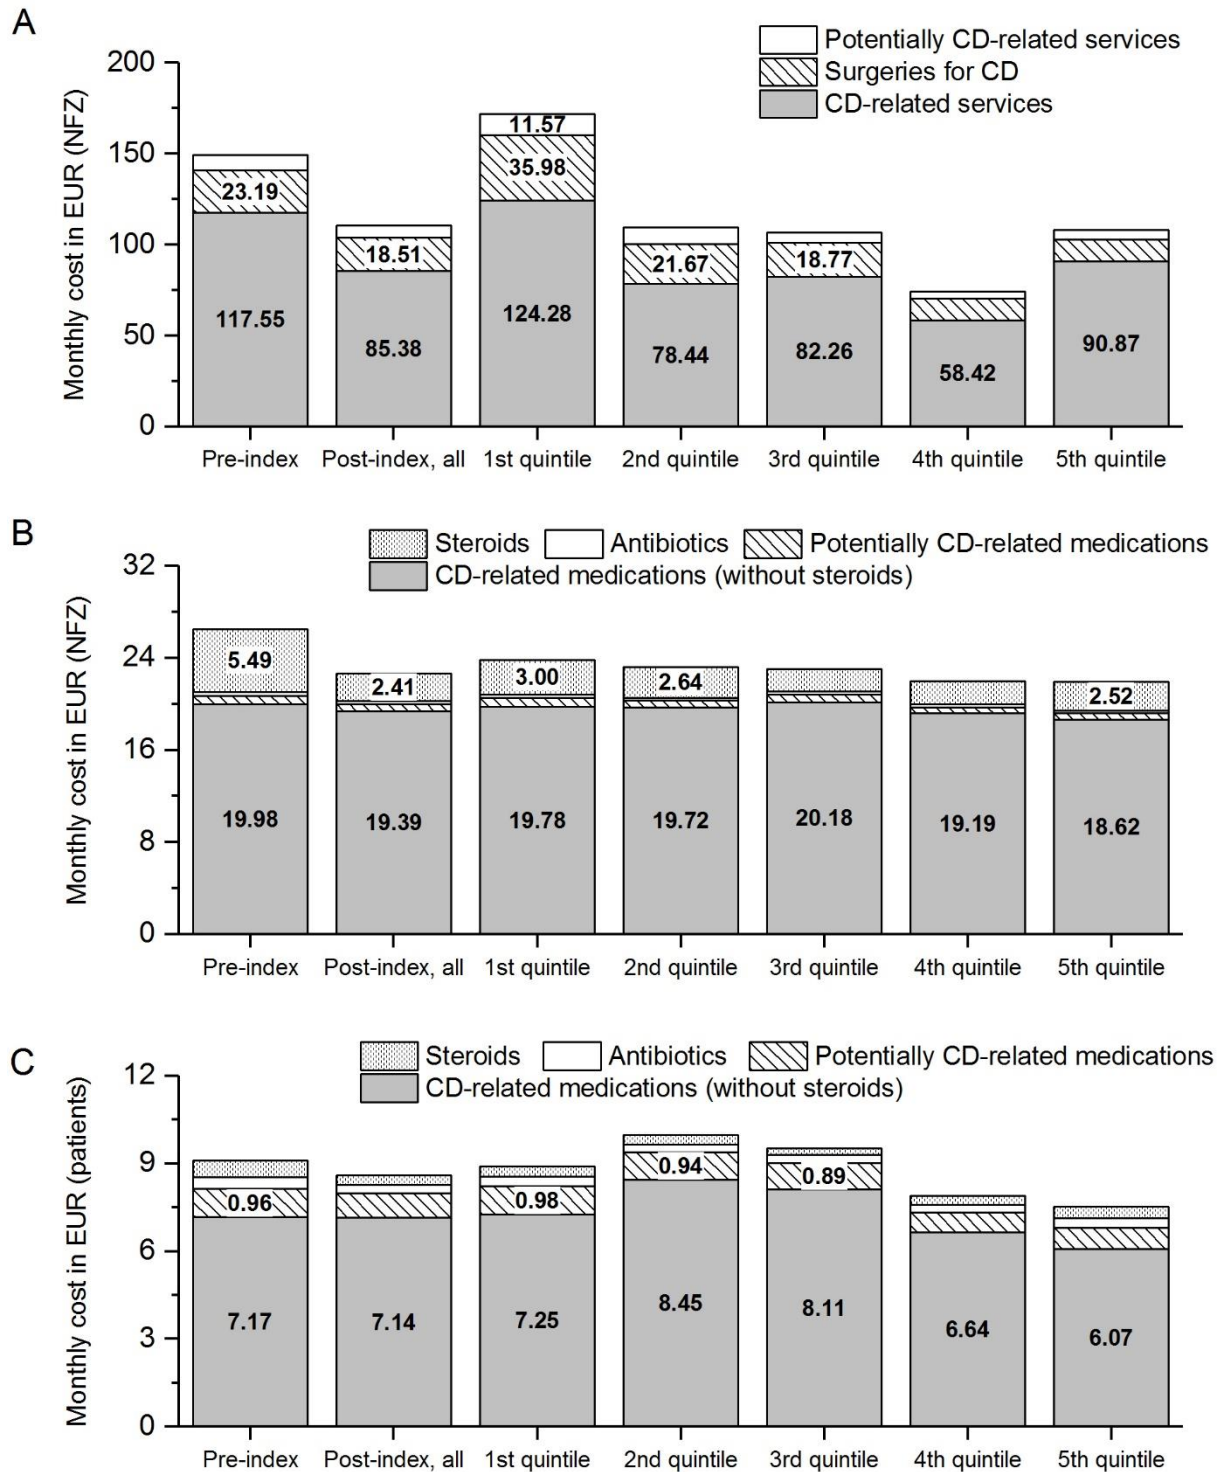 A
Potentially CD-related services
Surgeries for CD
CD-related services
Monthly cost in EUR (NFZ)
200
150
100
50
0
11.57
23.19 18.51 35.98 21.67 18.77
117.55 85.38 124.28 78.44 82.26 58.42 90.87
Pre-index Post-index, all 1st quintile 2nd quintile 3rd quintile 4th quintile 5th quintile
B
Steroids Antibiotics Potentially CD-related medications
CD-related medications (without steroids)
Monthly cost in EUR (NFZ)
32
24
16
8
0
5.49 2.41 3.00 2.64 2.52
19.98 19.39 19.78 19.72 20.18 19.19 18.62
Pre-index Post-index, all 1st quintile 2nd quintile 3rd quintile 4th quintile 5th quintile
C
Steroids Antibiotics Potentially CD-related medications
CD-related medications (without steroids)
Monthly cost in EUR (patients)
12
9
6
3
0
0.96 0.98 0.94 0.89
7.17 7.14 7.25 8.45 8.11 6.64 6.07
Pre-index Post-index, all 1st quintile 2nd quintile 3rd quintile 4th quintile 5th quintile